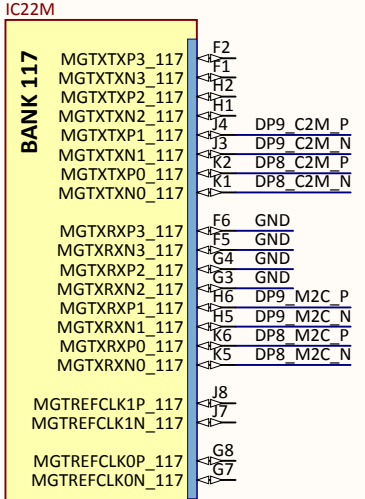 IC22M
BANK 117
MGTXTXP3_117 F2
MGTXTXN3_117 F1
MGTXTXP2_117 H2
MGTXTXN2_117 H1
MGTXTXP1_117 J4 DP9_C2M_P
MGTXTXN1_117 J3 DP9_C2M_N
MGTXTXP0_117 K2 DP8_C2M_P
MGTXTXN0_117 K1 DP8_C2M_N
MGTXRXP3_117 F6 GND
MGTXRXN3_117 F5 GND
MGTXRXP2_117 G4 GND
MGTXRXN2_117 G3 GND
MGTXRXP1_117 H6 DP9_M2C_P
MGTXRXN1_117 H5 DP9_M2C_N
MGTXRXP0_117 K6 DP8_M2C_P
MGTXRXN0_117 K5 DP8_M2C_N
MGTREFCLK1P_117 J8
MGTREFCLK1N_117 J7
MGTREFCLK0P_117 G8
MGTREFCLK0N_117 G7